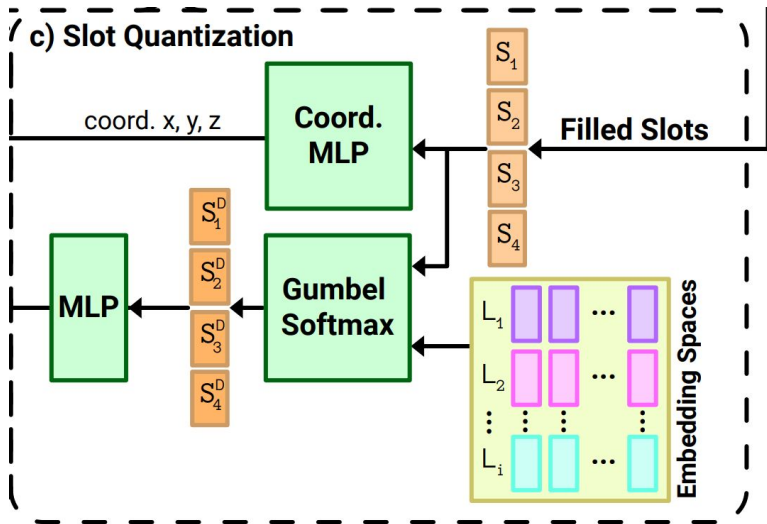 c) Slot Quantization
coord. x, y, z
Coord.
MLP
S₁
S₂
S₃
S₄
Filled Slots
MLP
S₁ᴰ
S₂ᴰ
S₃ᴰ
S₄ᴰ
Gumbel
Softmax
L₁ ...
L₂ ...
⋮ ⋮ ⋮ ⋮
Lᵢ ...
Embedding Spaces